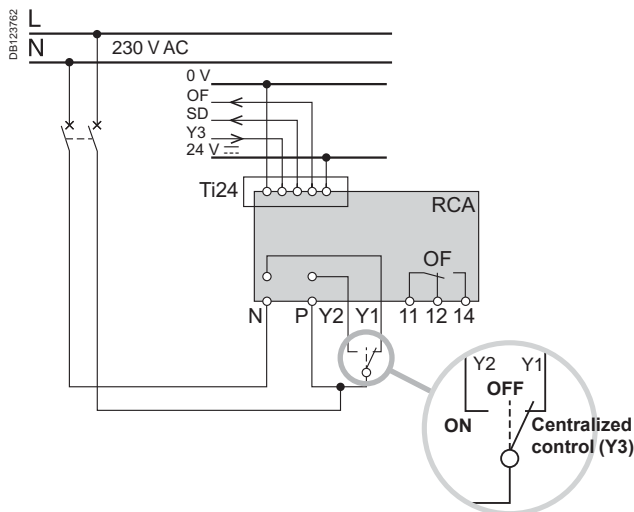 DB123762
L
N
230 V AC
0 V
OF
SD
Y3
24 V
Ti24
RCA
OF
N P Y2 Y1 11 12 14
Y2 Y1
OFF
ON
Centralized
control (Y3)